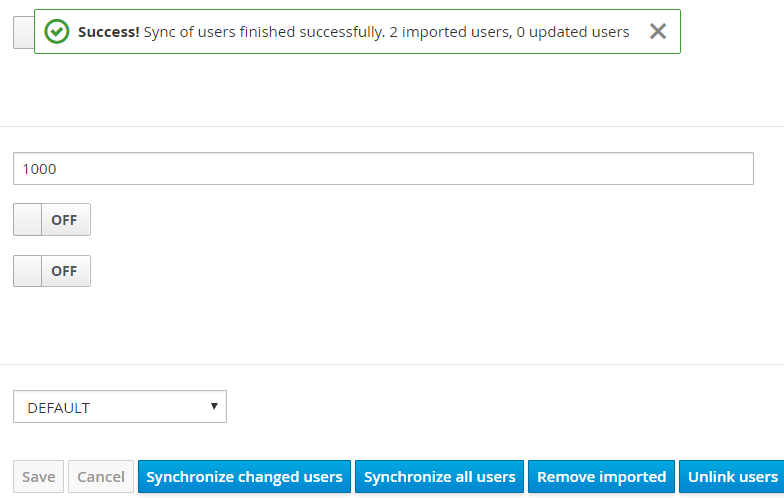 Success! Sync of users finished successfully. 2 imported users, 0 updated users
1000
OFF
OFF
DEFAULT
Save Cancel Synchronize changed users Synchronize all users Remove imported Unlink users